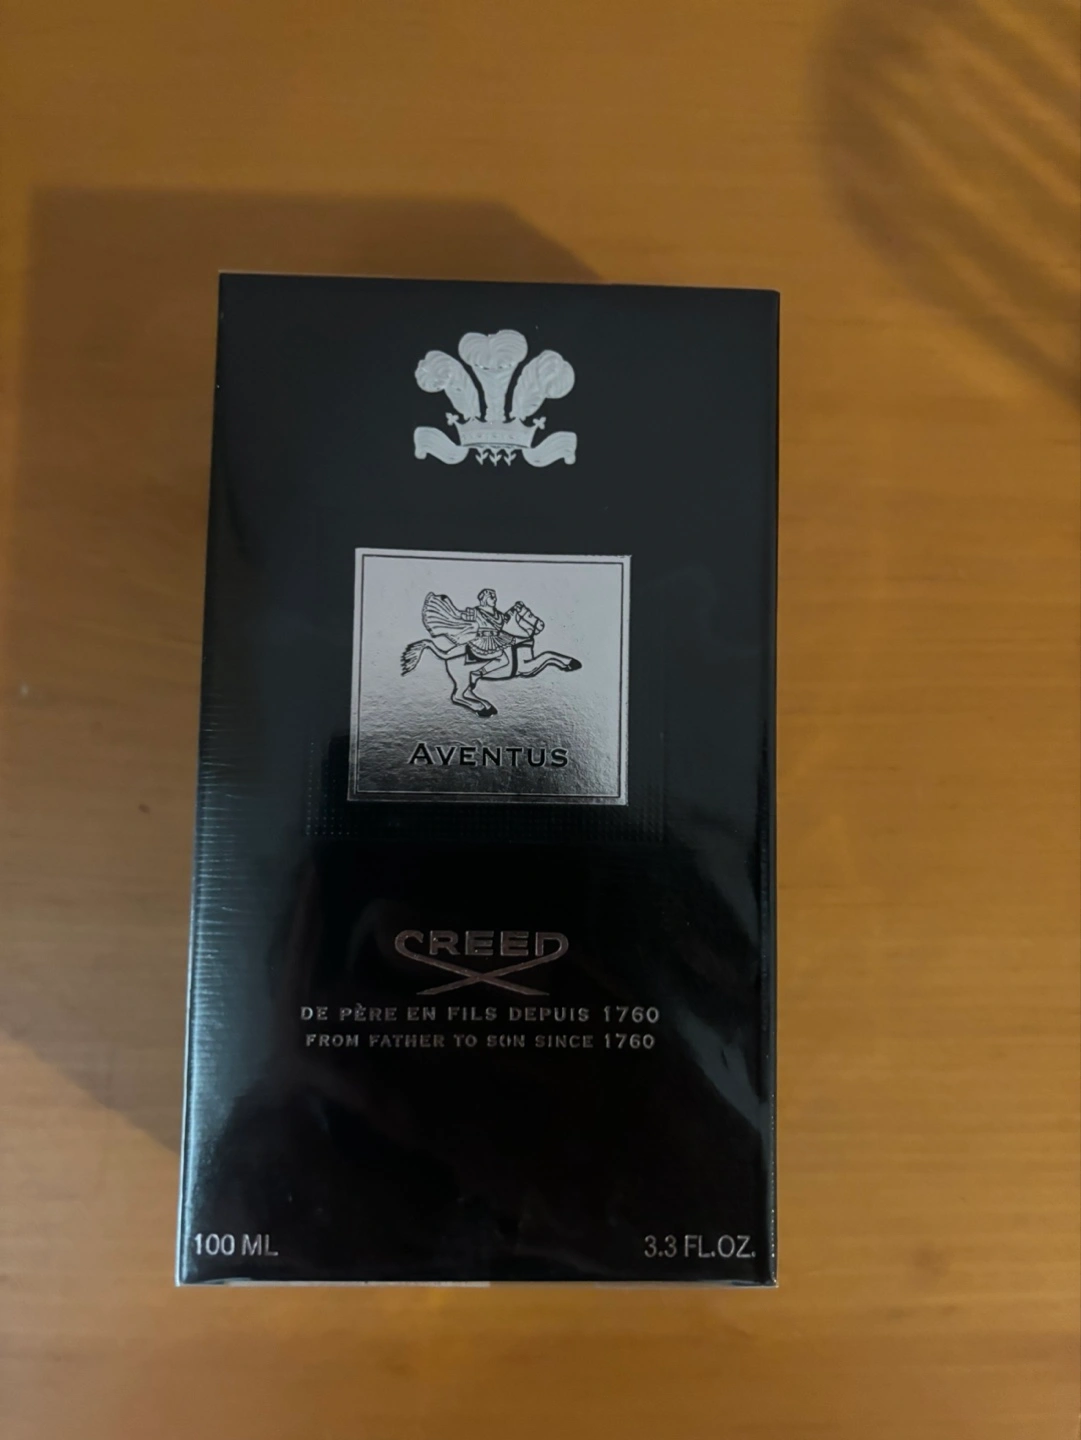 AVENTUS
CREED
DE PÈRE EN FILS DEPUIS 1760
FROM FATHER TO SON SINCE 1760
100 ML
3.3 FL.OZ.